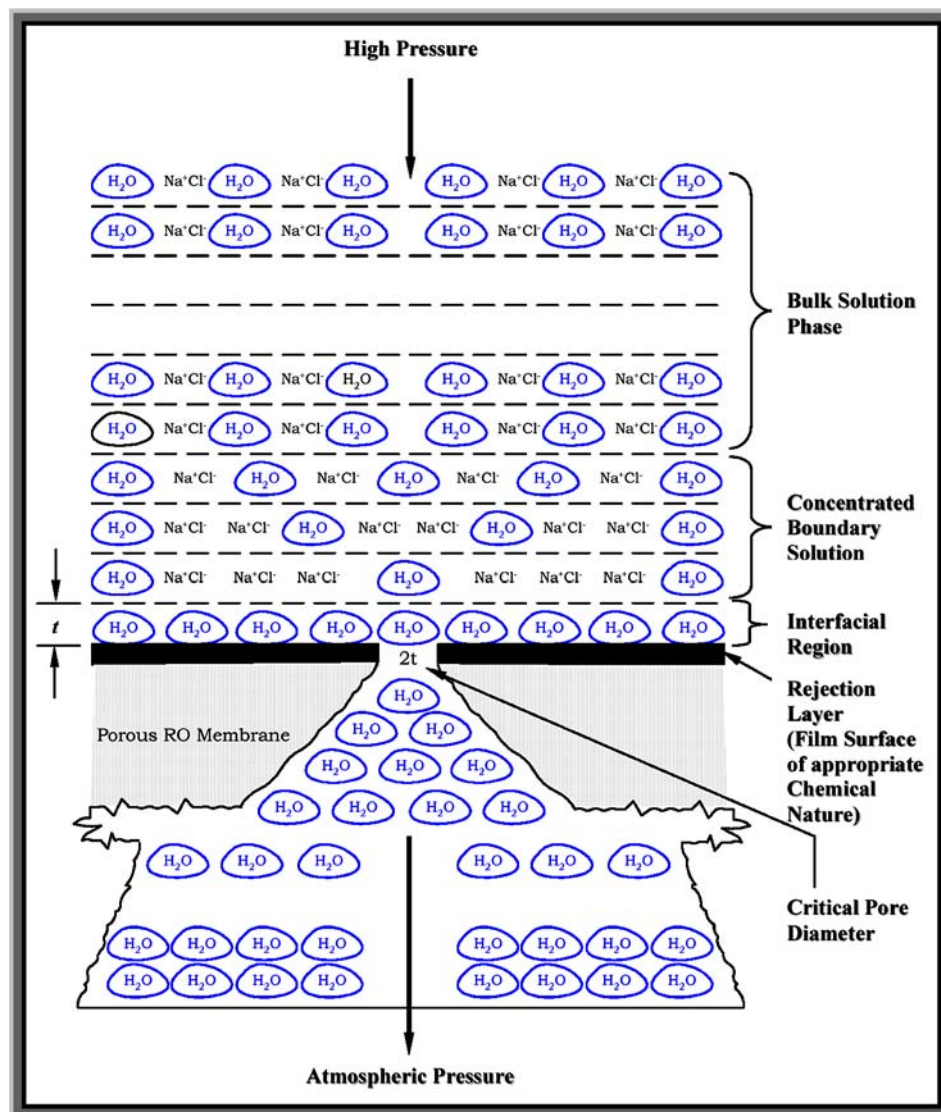 High Pressure
H₂O Na⁺Cl⁻ H₂O Na⁺Cl⁻ H₂O H₂O Na⁺Cl⁻ H₂O Na⁺Cl⁻ H₂O
H₂O Na⁺Cl⁻ H₂O Na⁺Cl⁻ H₂O H₂O Na⁺Cl⁻ H₂O Na⁺Cl⁻ H₂O
Bulk Solution
Phase
H₂O Na⁺Cl⁻ H₂O Na⁺Cl⁻ H₂O H₂O Na⁺Cl⁻ H₂O Na⁺Cl⁻ H₂O
H₂O Na⁺Cl⁻ H₂O Na⁺Cl⁻ H₂O H₂O Na⁺Cl⁻ H₂O Na⁺Cl⁻ H₂O
H₂O Na⁺Cl⁻ H₂O Na⁺Cl⁻ H₂O Na⁺Cl⁻ H₂O Na⁺Cl⁻ H₂O
H₂O Na⁺Cl⁻ Na⁺Cl⁻ H₂O Na⁺Cl⁻ Na⁺Cl⁻ H₂O Na⁺Cl⁻ Na⁺Cl⁻ H₂O
H₂O Na⁺Cl⁻ Na⁺Cl⁻ Na⁺Cl⁻ H₂O Na⁺Cl⁻ Na⁺Cl⁻ Na⁺Cl⁻ H₂O
Concentrated
Boundary
Solution
t
H₂O H₂O H₂O H₂O H₂O H₂O H₂O H₂O H₂O
Interfacial
Region
2t
Rejection
Layer
(Film Surface
of appropriate
Chemical
Nature)
Porous RO Membrane
H₂O
H₂O H₂O
H₂O H₂O H₂O
H₂O H₂O H₂O H₂O
H₂O H₂O H₂O H₂O H₂O H₂O
Critical Pore
Diameter
H₂O H₂O H₂O H₂O H₂O H₂O H₂O H₂O
H₂O H₂O H₂O H₂O H₂O H₂O H₂O H₂O
Atmospheric Pressure